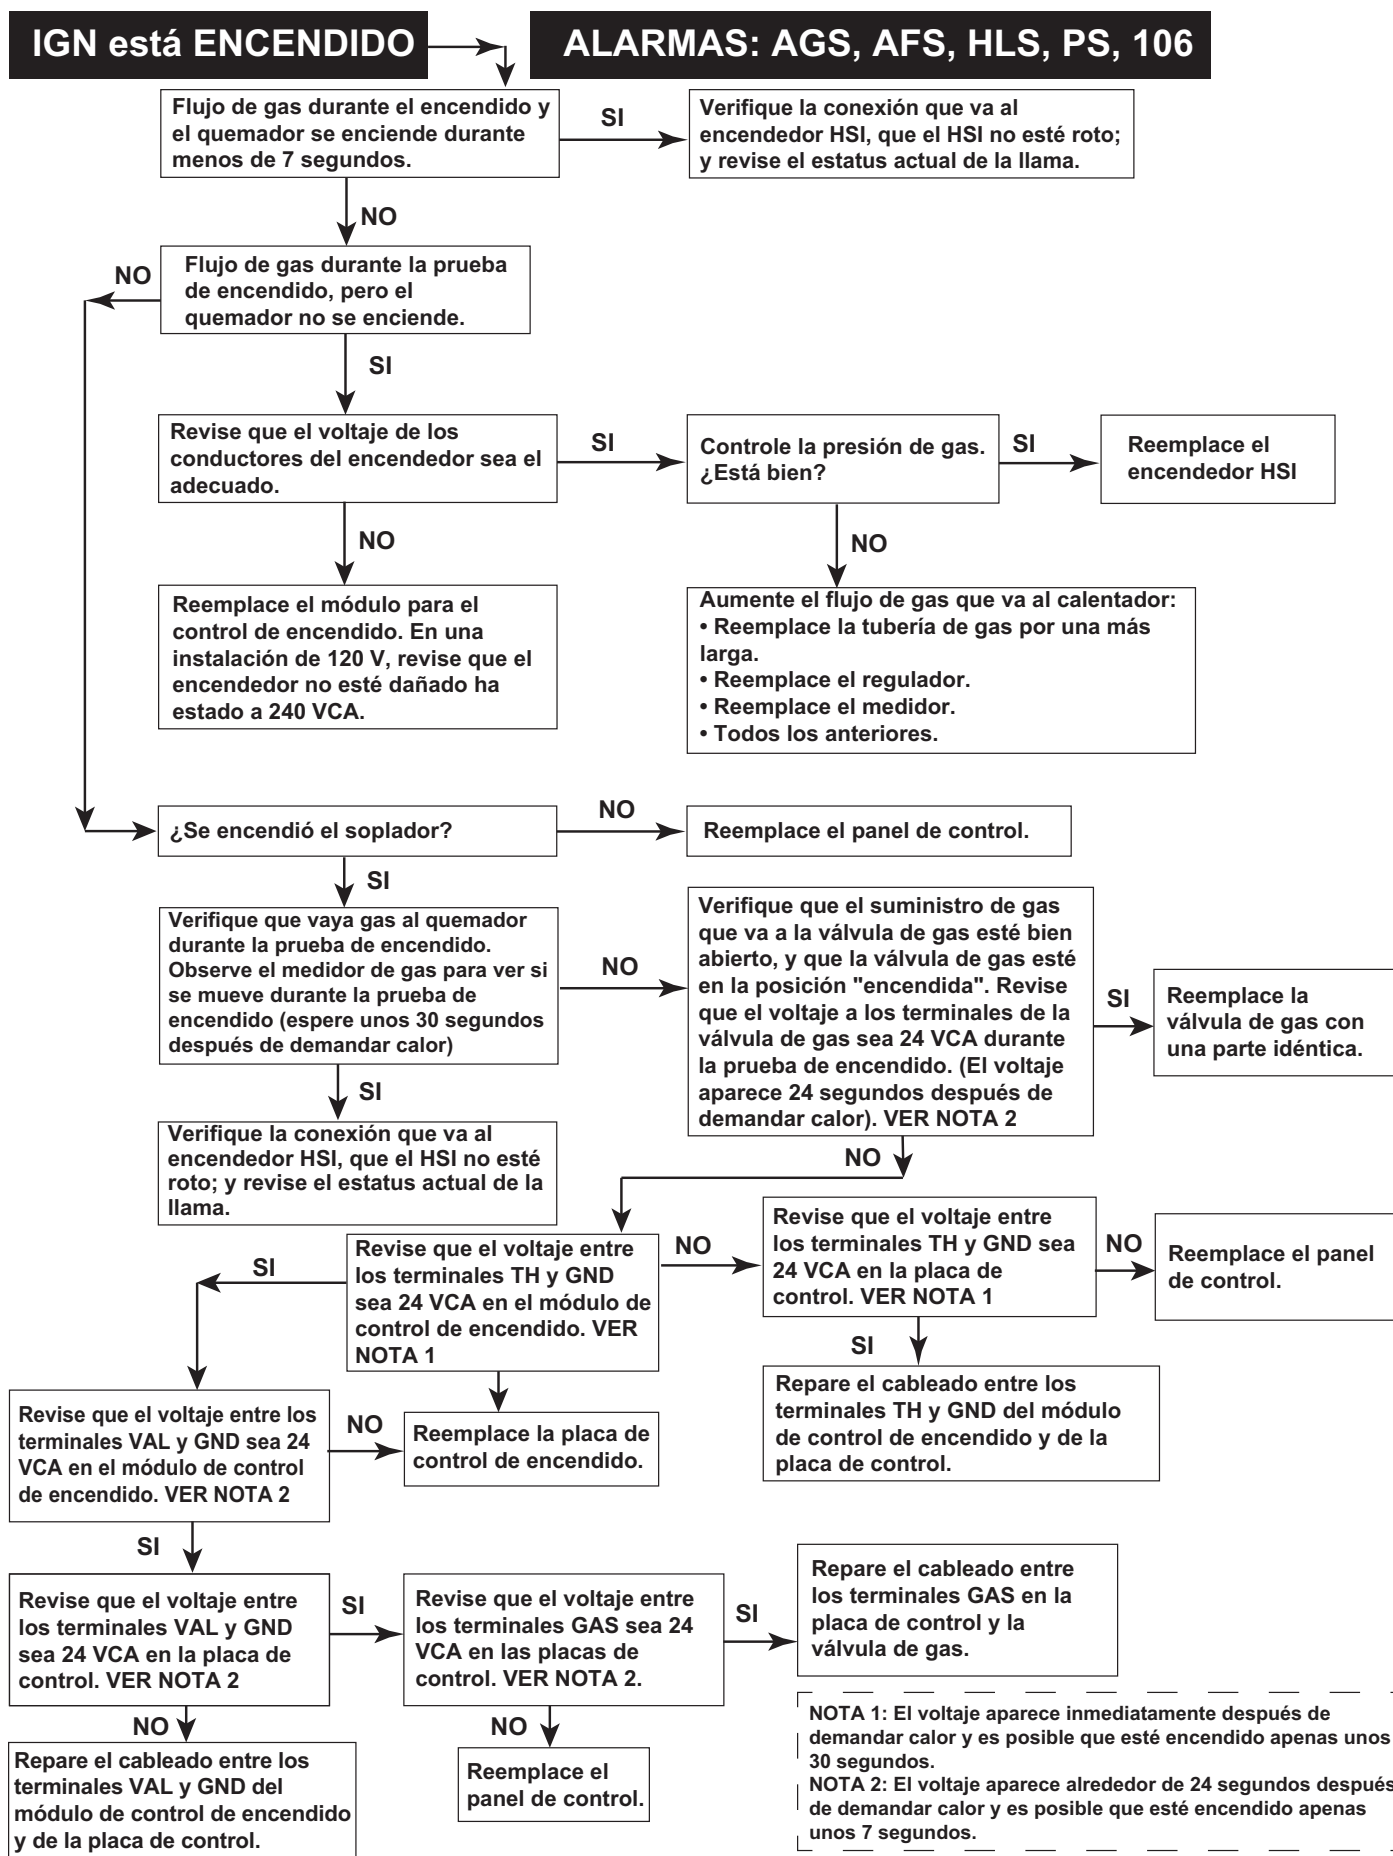 IGN está ENCENDIDO
ALARMAS: AGS, AFS, HLS, PS, 106
Flujo de gas durante el encendido y
el quemador se enciende durante
menos de 7 segundos.
SI
Verifique la conexión que va al
encendedor HSI, que el HSI no esté roto;
y revise el estatus actual de la llama.
NO
Flujo de gas durante la prueba
de encendido, pero el
quemador no se enciende.
NO
SI
Revise que el voltaje de los
conductores del encendedor sea el
adecuado.
SI
Controle la presión de gas.
¿Está bien?
SI
Reemplace el
encendedor HSI
NO
NO
Reemplace el módulo para el
control de encendido. En una
instalación de 120 V, revise que el
encendedor no esté dañado ha
estado a 240 VCA.
Aumente el flujo de gas que va al calentador:
• Reemplace la tubería de gas por una más
larga.
• Reemplace el regulador.
• Reemplace el medidor.
• Todos los anteriores.
¿Se encendió el soplador?
NO
Reemplace el panel de control.
SI
Verifique que vaya gas al quemador
durante la prueba de encendido.
Observe el medidor de gas para ver si
se mueve durante la prueba de
encendido (espere unos 30 segundos
después de demandar calor)
NO
Verifique que el suministro de gas
que va a la válvula de gas esté bien
abierto, y que la válvula de gas esté
en la posición "encendida". Revise
que el voltaje a los terminales de la
válvula de gas sea 24 VCA durante
la prueba de encendido. (El voltaje
aparece 24 segundos después de
demandar calor). VER NOTA 2
SI
Reemplace la
válvula de gas con
una parte idéntica.
SI
Verifique la conexión que va al
encendedor HSI, que el HSI no esté
roto; y revise el estatus actual de la
llama.
NO
Revise que el voltaje entre
los terminales TH y GND
sea 24 VCA en el módulo de
control de encendido. VER
NOTA 1
NO
Revise que el voltaje entre
los terminales TH y GND sea
24 VCA en la placa de
control. VER NOTA 1
NO
Reemplace el panel
de control.
SI
SI
Repare el cableado entre los
terminales TH y GND del módulo
de control de encendido y de la
placa de control.
Revise que el voltaje entre los
terminales VAL y GND sea 24
VCA en el módulo de control
de encendido. VER NOTA 2
NO
Reemplace la placa de
control de encendido.
SI
Revise que el voltaje entre
los terminales VAL y GND
sea 24 VCA en la placa de
control. VER NOTA 2
SI
Revise que el voltaje entre
los terminales GAS sea 24
VCA en las placas de
control. VER NOTA 2.
SI
Repare el cableado entre
los terminales GAS en la
placa de control y la
válvula de gas.
NO
Repare el cableado entre los
terminales VAL y GND del
módulo de control de encendido
y de la placa de control.
NO
Reemplace el
panel de control.
NOTA 1: El voltaje aparece inmediatamente después de
demandar calor y es posible que esté encendido apenas unos
30 segundos.
NOTA 2: El voltaje aparece alrededor de 24 segundos después
de demandar calor y es posible que esté encendido apenas
unos 7 segundos.